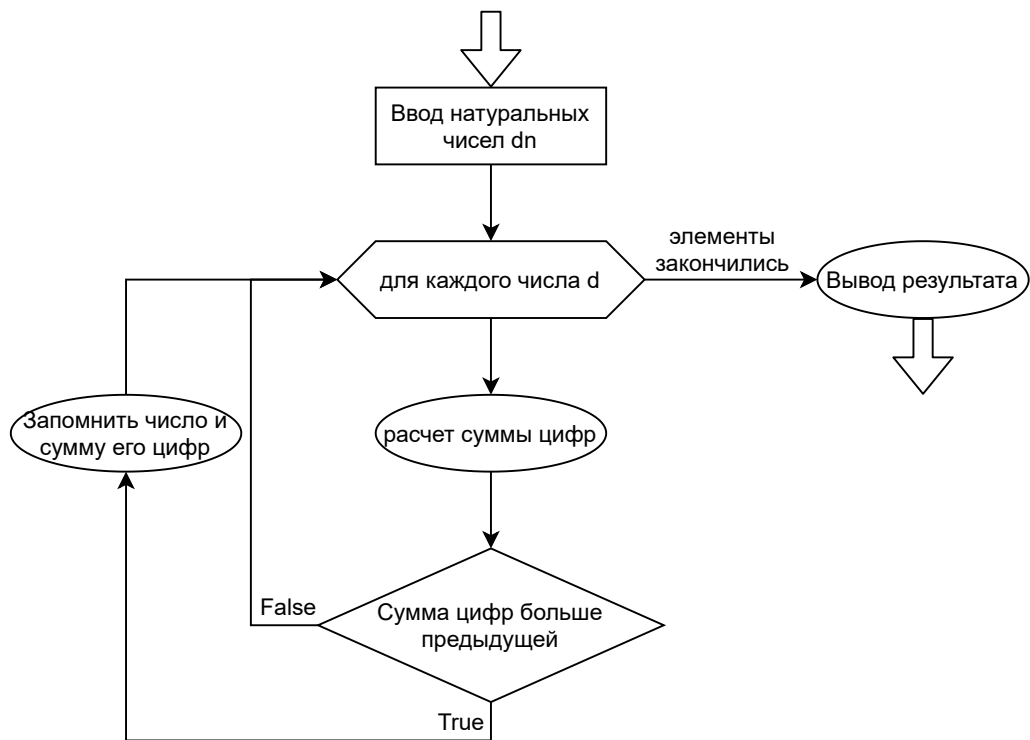 Ввод натуральных
чисел dn
для каждого числа d
элементы
закончились
Вывод результата
Запомнить число и
сумму его цифр
расчет суммы цифр
False
Сумма цифр больше
предыдущей
True